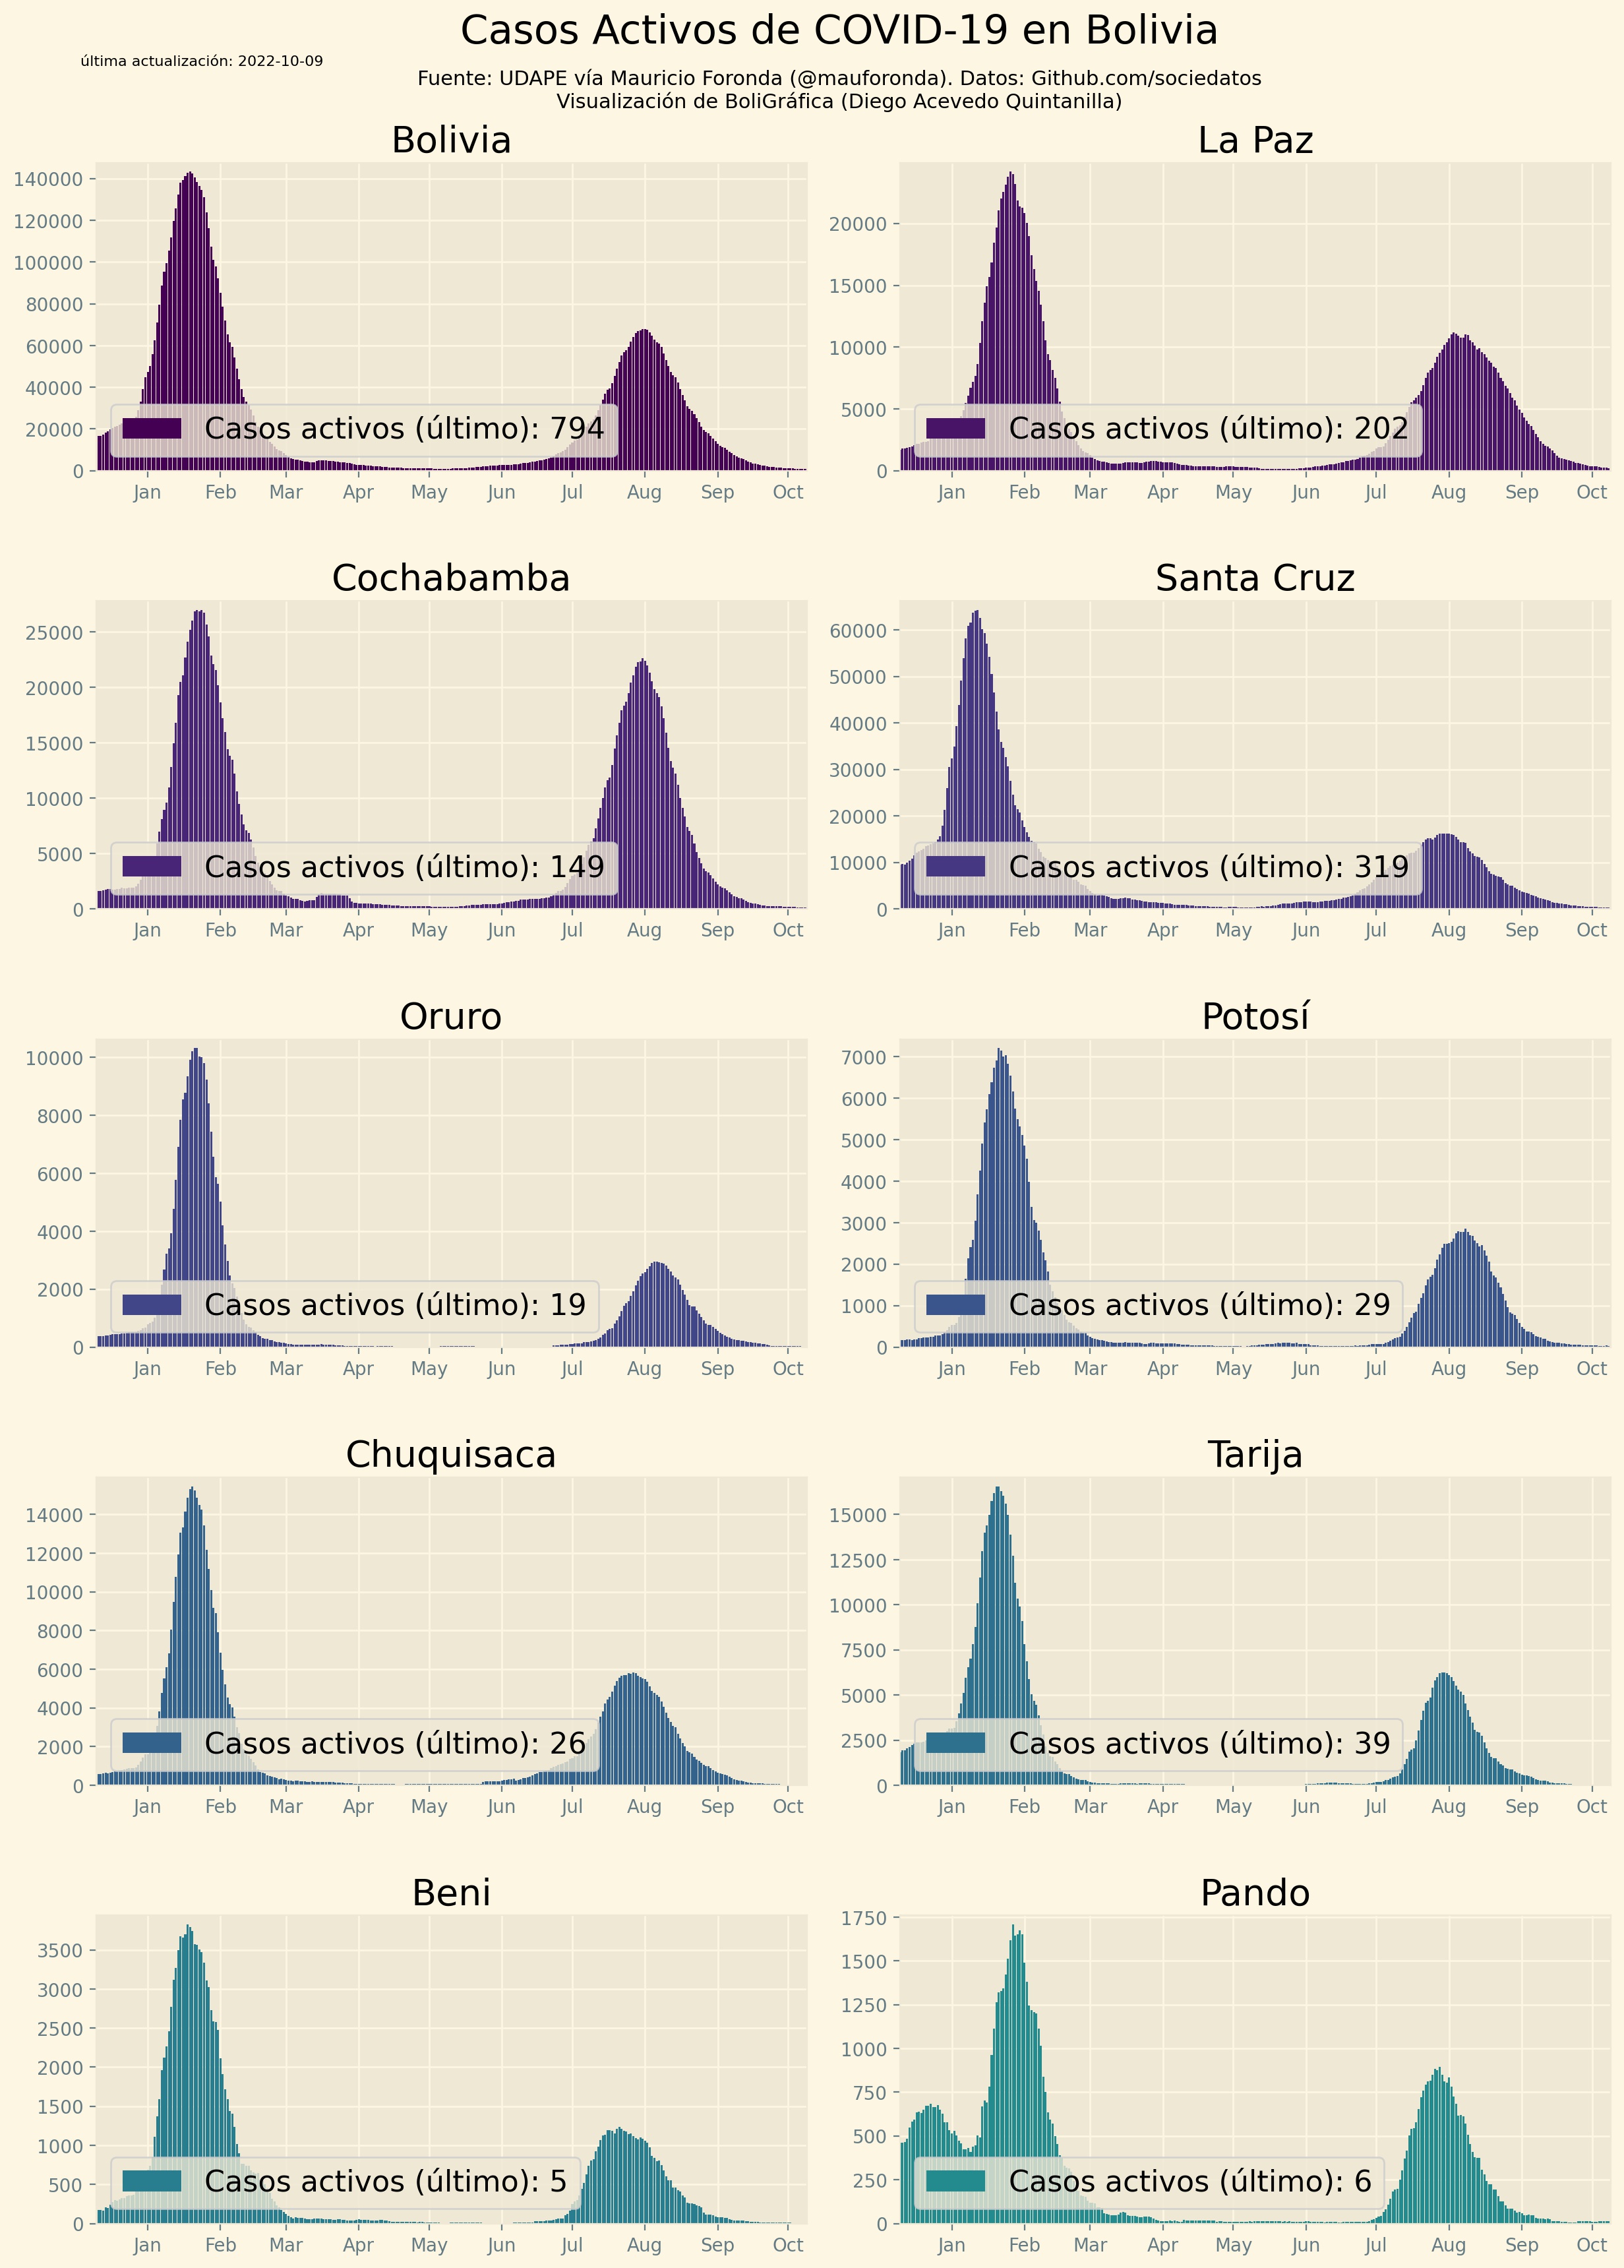 Casos Activos de COVID-19 en Bolivia
última actualización: 2022-10-09
Fuente: UDAPE vía Mauricio Foronda (@mauforonda). Datos: Github.com/sociedatos
Visualización de BoliGráfica (Diego Acevedo Quintanilla)
Bolivia
140000
120000
100000
80000
60000
40000
20000
0
Casos activos (último): 794
Jan Feb Mar Apr May Jun Jul Aug Sep Oct
La Paz
20000
15000
10000
5000
0
Casos activos (último): 202
Jan Feb Mar Apr May Jun Jul Aug Sep Oct
Cochabamba
25000
20000
15000
10000
5000
0
Casos activos (último): 149
Jan Feb Mar Apr May Jun Jul Aug Sep Oct
Santa Cruz
60000
50000
40000
30000
20000
10000
0
Casos activos (último): 319
Jan Feb Mar Apr May Jun Jul Aug Sep Oct
Oruro
10000
8000
6000
4000
2000
0
Casos activos (último): 19
Jan Feb Mar Apr May Jun Jul Aug Sep Oct
Potosí
7000
6000
5000
4000
3000
2000
1000
0
Casos activos (último): 29
Jan Feb Mar Apr May Jun Jul Aug Sep Oct
Chuquisaca
14000
12000
10000
8000
6000
4000
2000
0
Casos activos (último): 26
Jan Feb Mar Apr May Jun Jul Aug Sep Oct
Tarija
15000
12500
10000
7500
5000
2500
0
Casos activos (último): 39
Jan Feb Mar Apr May Jun Jul Aug Sep Oct
Beni
3500
3000
2500
2000
1500
1000
500
0
Casos activos (último): 5
Jan Feb Mar Apr May Jun Jul Aug Sep Oct
Pando
1750
1500
1250
1000
750
500
250
0
Casos activos (último): 6
Jan Feb Mar Apr May Jun Jul Aug Sep Oct